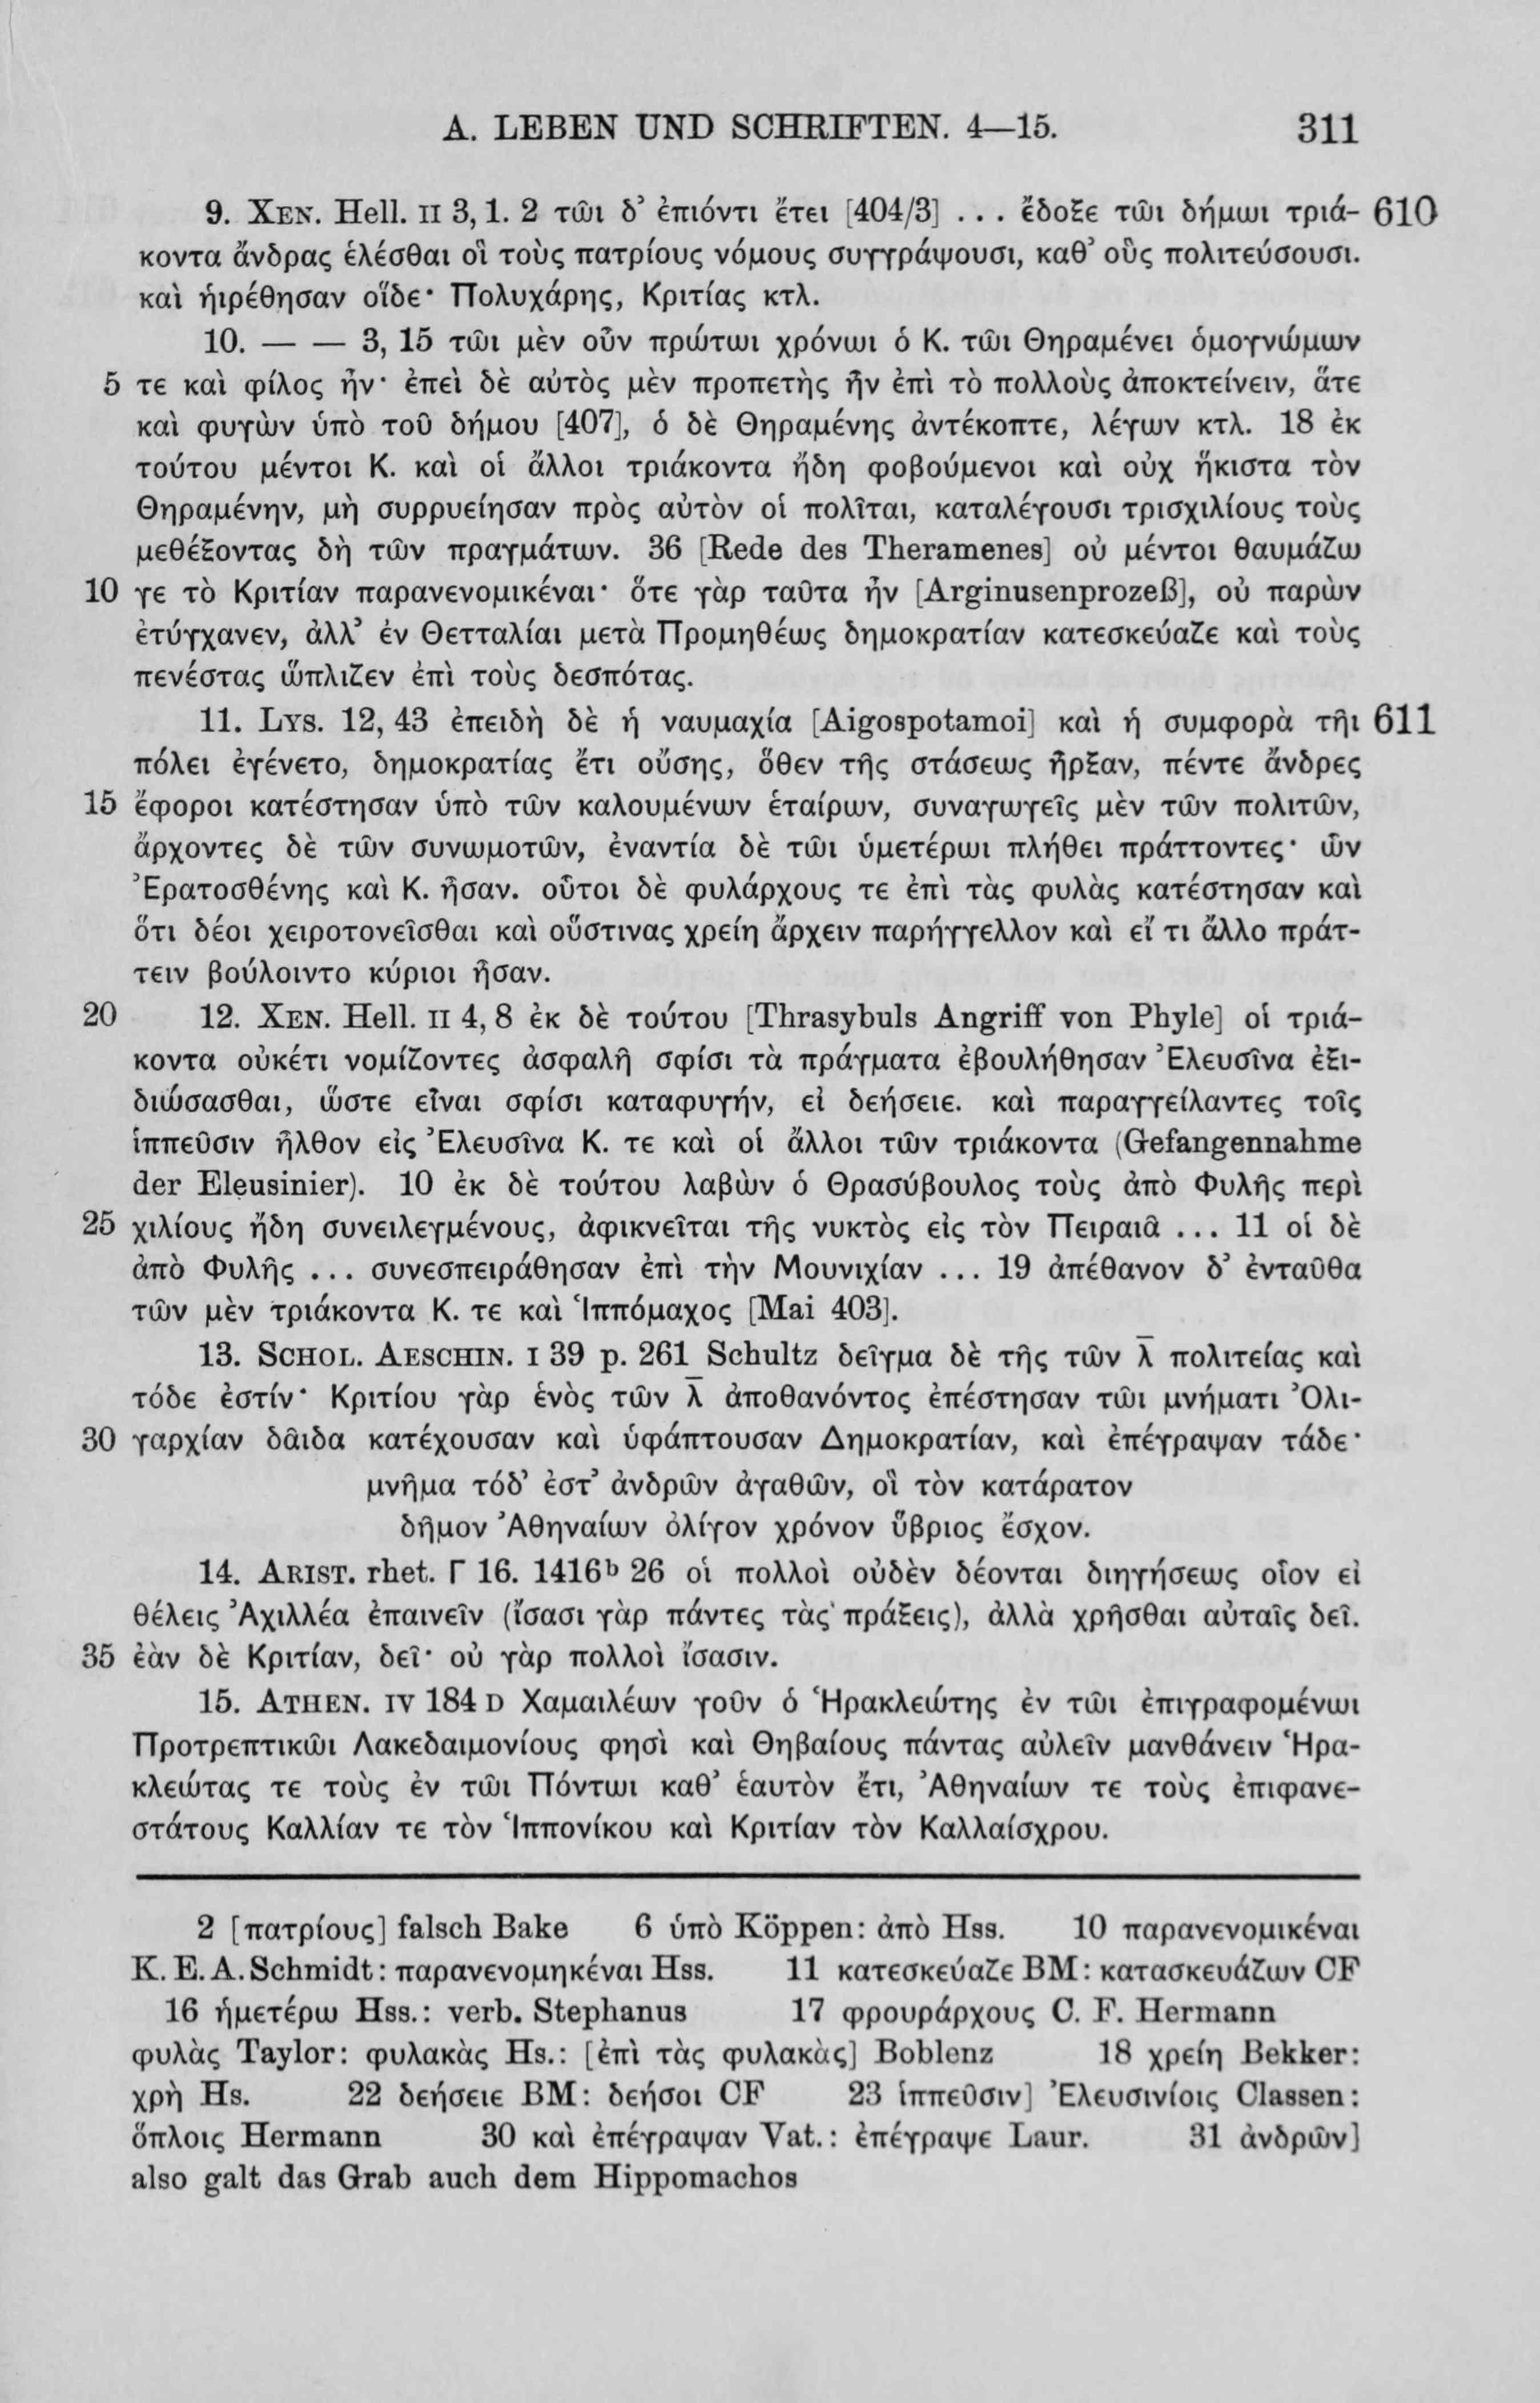 A. LEBEN UND SCHRIFTEN. 4—15. 311
9. XEN. Hell. II 3, 1. 2 τῶι δ’ ἐπιόντι ἔτει [404/3] . . . ἔδοξε τῶι δήμωι τριά- 610
κοντα ἄνδρας ἑλέσθαι οἳ τοὺς πατρίους νόμους συγγράψουσι, καθ’ οὓς πολιτεύσουσι.
καὶ ἡιρέθησαν οἵδε· Πολυχάρης, Κριτίας κτλ.
10. — — 3, 15 τῶι μὲν οὖν πρώτωι χρόνωι ὁ Κ. τῶι Θηραμένει ὁμογνώμων
5 τε καὶ φίλος ἦν· ἐπεὶ δὲ αὐτὸς μὲν προπετὴς ἦν ἐπὶ τὸ πολλοὺς ἀποκτείνειν, ἅτε
καὶ φυγὼν ὑπὸ τοῦ δήμου [407], ὁ δὲ Θηραμένης ἀντέκοπτε, λέγων κτλ. 18 ἐκ
τούτου μέντοι Κ. καὶ οἱ ἄλλοι τριάκοντα ἤδη φοβούμενοι καὶ οὐχ ἥκιστα τὸν
Θηραμένην, μὴ συρρυείησαν πρὸς αὐτὸν οἱ πολῖται, καταλέγουσι τρισχιλίους τοὺς
μεθέξοντας δὴ τῶν πραγμάτων. 36 [Rede des Theramenes] οὐ μέντοι θαυμάζω
10 γε τὸ Κριτίαν παρανενομικέναι· ὅτε γὰρ ταῦτα ἦν [Arginusenprozeß], οὐ παρὼν
ἐτύγχανεν, ἀλλ’ ἐν Θετταλίαι μετὰ Προμηθέως δημοκρατίαν κατεσκεύαζε καὶ τοὺς
πενέστας ὥπλιζεν ἐπὶ τοὺς δεσπότας.
11. LYS. 12, 43 ἐπειδὴ δὲ ἡ ναυμαχία [Aigospotamoi] καὶ ἡ συμφορὰ τῆι 611
πόλει ἐγένετο, δημοκρατίας ἔτι οὔσης, ὅθεν τῆς στάσεως ἦρξαν, πέντε ἄνδρες
15 ἔφοροι κατέστησαν ὑπὸ τῶν καλουμένων ἑταίρων, συναγωγεῖς μὲν τῶν πολιτῶν,
ἄρχοντες δὲ τῶν συνωμοτῶν, ἐναντία δὲ τῶι ὑμετέρωι πλήθει πράττοντες· ὧν
Ἐρατοσθένης καὶ Κ. ἦσαν. οὗτοι δὲ φυλάρχους τε ἐπὶ τὰς φυλὰς κατέστησαν καὶ
ὅτι δέοι χειροτονεῖσθαι καὶ οὕστινας χρείη ἄρχειν παρήγγελλον καὶ εἴ τι ἄλλο πράτ-
τειν βούλοιντο κύριοι ἦσαν.
20 12. XEN. Hell. II 4, 8 ἐκ δὲ τούτου [Thrasybuls Angriff von Phyle] οἱ τριά-
κοντα οὐκέτι νομίζοντες ἀσφαλῆ σφίσι τὰ πράγματα ἐβουλήθησαν Ἐλευσῖνα ἐξι-
διώσασθαι, ὥστε εἶναι σφίσι καταφυγήν, εἰ δεήσειε. καὶ παραγγείλαντες τοῖς
ἱππεῦσιν ἦλθον εἰς Ἐλευσῖνα Κ. τε καὶ οἱ ἄλλοι τῶν τριάκοντα (Gefangennahme
der Eleusinier). 10 ἐκ δὲ τούτου λαβὼν ὁ Θρασύβουλος τοὺς ἀπὸ Φυλῆς περὶ
25 χιλίους ἤδη συνειλεγμένους, ἀφικνεῖται τῆς νυκτὸς εἰς τὸν Πειραιᾶ ... 11 οἱ δὲ
ἀπὸ Φυλῆς ... συνεσπειράθησαν ἐπὶ τὴν Μουνιχίαν ... 19 ἀπέθανον δ’ ἐνταῦθα
τῶν μὲν τριάκοντα Κ. τε καὶ Ἱππόμαχος [Mai 403].
13. SCHOL. AESCHIN. I 39 p. 261 Schultz δεῖγμα δὲ τῆς τῶν λ̅ πολιτείας καὶ
τόδε ἐστίν· Κριτίου γὰρ ἑνὸς τῶν λ̅ ἀποθανόντος ἐπέστησαν τῶι μνήματι Ὀλι-
30 γαρχίαν δᾶιδα κατέχουσαν καὶ ὑφάπτουσαν Δημοκρατίαν, καὶ ἐπέγραψαν τάδε·
μνῆμα τόδ’ ἐστ’ ἀνδρῶν ἀγαθῶν, οἳ τὸν κατάρατον
δῆμον Ἀθηναίων ὀλίγον χρόνον ὕβριος ἔσχον.
14. ARIST. rhet. Γ 16. 1416ᵇ 26 οἱ πολλοὶ οὐδὲν δέονται διηγήσεως οἷον εἰ
θέλεις Ἀχιλλέα ἐπαινεῖν (ἴσασι γὰρ πάντες τὰς πράξεις), ἀλλὰ χρῆσθαι αὐταῖς δεῖ.
35 ἐὰν δὲ Κριτίαν, δεῖ· οὐ γὰρ πολλοὶ ἴσασιν.
15. ATHEN. IV 184 D Χαμαιλέων γοῦν ὁ Ἡρακλεώτης ἐν τῶι ἐπιγραφομένωι
Προτρεπτικῶι Λακεδαιμονίους φησὶ καὶ Θηβαίους πάντας αὐλεῖν μανθάνειν Ἡρα-
κλεώτας τε τοὺς ἐν τῶι Πόντωι καθ’ ἑαυτὸν ἔτι, Ἀθηναίων τε τοὺς ἐπιφανε-
στάτους Καλλίαν τε τὸν Ἱππονίκου καὶ Κριτίαν τὸν Καλλαίσχρου.
2 [πατρίους] falsch Bake 6 ὑπὸ Köppen: ἀπὸ Hss. 10 παρανενομικέναι
K. E. A. Schmidt: παρανενομηκέναι Hss. 11 κατεσκεύαζε BM: κατασκευάζων CF
16 ἡμετέρω Hss.: verb. Stephanus 17 φρουράρχους C. F. Hermann
φυλὰς Taylor: φυλακὰς Hs.: [ἐπὶ τὰς φυλακὰς] Boblenz 18 χρείη Bekker:
χρὴ Hs. 22 δεήσειε BM: δεήσοι CF 23 ἱππεῦσιν] Ἐλευσινίοις Classen:
ὅπλοις Hermann 30 καὶ ἐπέγραψαν Vat.: ἐπέγραψε Laur. 31 ἀνδρῶν]
also galt das Grab auch dem Hippomachos